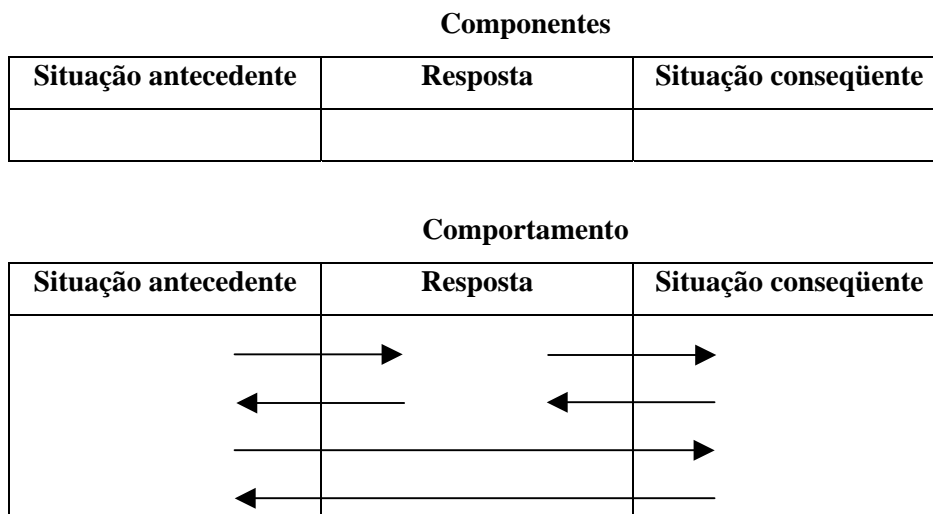 Componentes
Situação antecedente Resposta Situação conseqüente
Comportamento
Situação antecedente Resposta Situação conseqüente